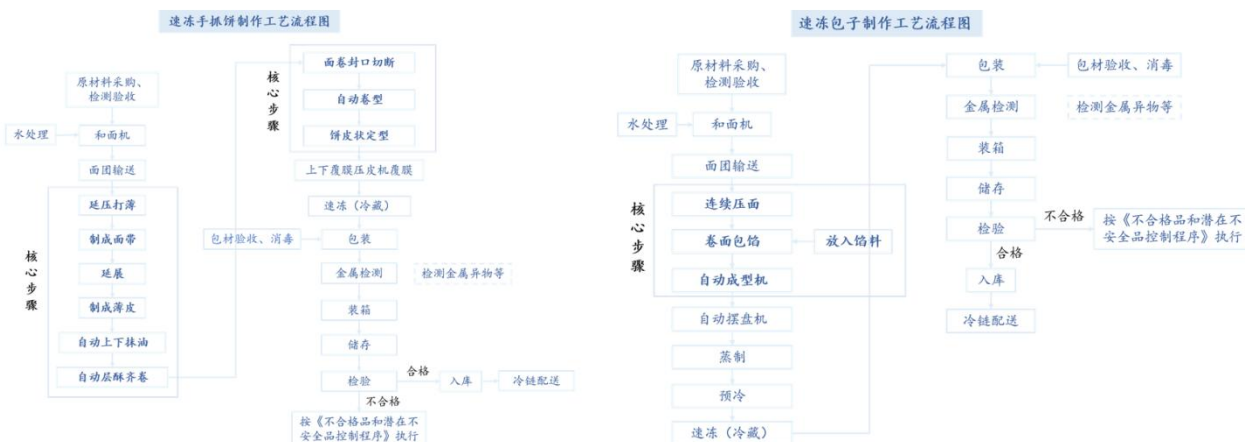 速冻手抓饼制作工艺流程图
原材料采购、
检测验收
水处理
和面机
面团输送
核心步骤
延压打薄
制成面带
延展
制成薄皮
自动上下抹油
自动层酥齐卷
核心步骤
面卷封口切断
自动卷型
饼皮状定型
上下覆膜压皮机覆膜
速冻（冷藏）
包材验收、消毒
包装
金属检测
检测金属异物等
装箱
储存
检验
合格
入库
冷链配送
不合格
按《不合格品和潜在不
安全品控制程序》执行
速冻包子制作工艺流程图
原材料采购、
检测验收
水处理
和面机
面团输送
核心步骤
连续压面
卷面包馅
放入馅料
自动成型机
自动摆盘机
蒸制
预冷
速冻（冷藏）
包装
包材验收、消毒
金属检测
检测金属异物等
装箱
储存
检验
不合格
按《不合格品和潜在不
安全品控制程序》执行
合格
入库
冷链配送